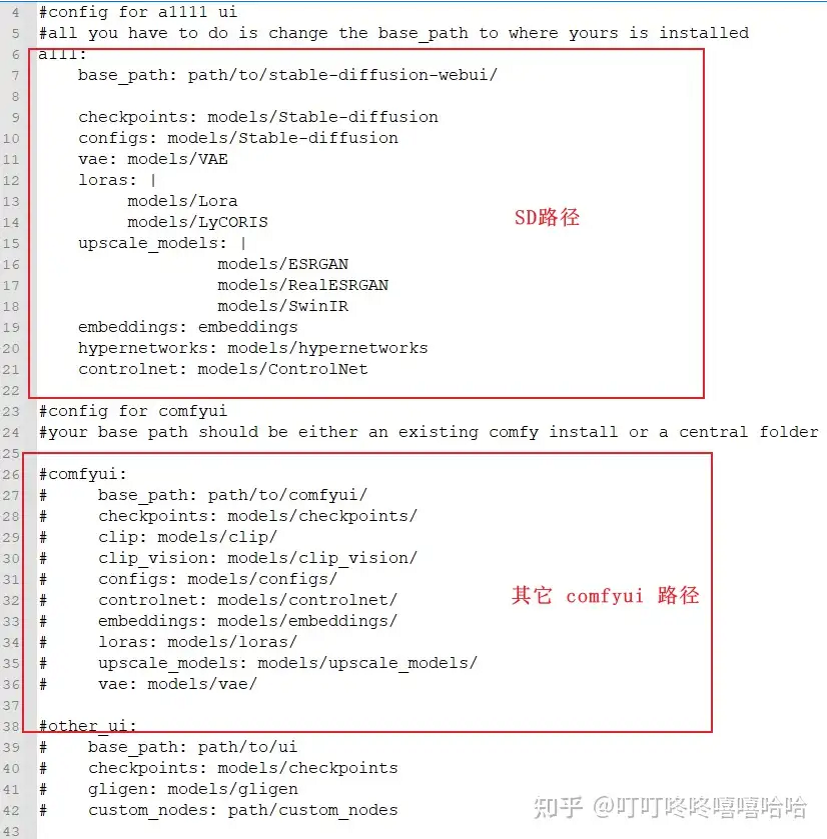 4 #config for a1111 ui
5 #all you have to do is change the base_path to where yours is installed
6 a111:
7 base_path: path/to/stable-diffusion-webui/
8
9 checkpoints: models/Stable-diffusion
10 configs: models/Stable-diffusion
11 vae: models/VAE
12 loras: |
13 models/Lora
14 models/LyCORIS
SD路径
15 upscale_models: |
16 models/ESRGAN
17 models/RealESRGAN
18 models/SwinIR
19 embeddings: embeddings
20 hypernetworks: models/hypernetworks
21 controlnet: models/ControlNet
22
23 #config for comfyui
24 #your base path should be either an existing comfy install or a central folder
25
26 #comfyui:
27 # base_path: path/to/comfyui/
28 # checkpoints: models/checkpoints/
29 # clip: models/clip/
30 # clip_vision: models/clip_vision/
31 # configs: models/configs/
32 # controlnet: models/controlnet/
其它 comfyui 路径
33 # embeddings: models/embeddings/
34 # loras: models/loras/
35 # upscale_models: models/upscale_models/
36 # vae: models/vae/
37
38 #other_ui:
39 # base_path: path/to/ui
40 # checkpoints: models/checkpoints
41 # gligen: models/gligen
42 # custom_nodes: path/custom_nodes
知乎 @叮叮咚咚嘻嘻哈哈
43